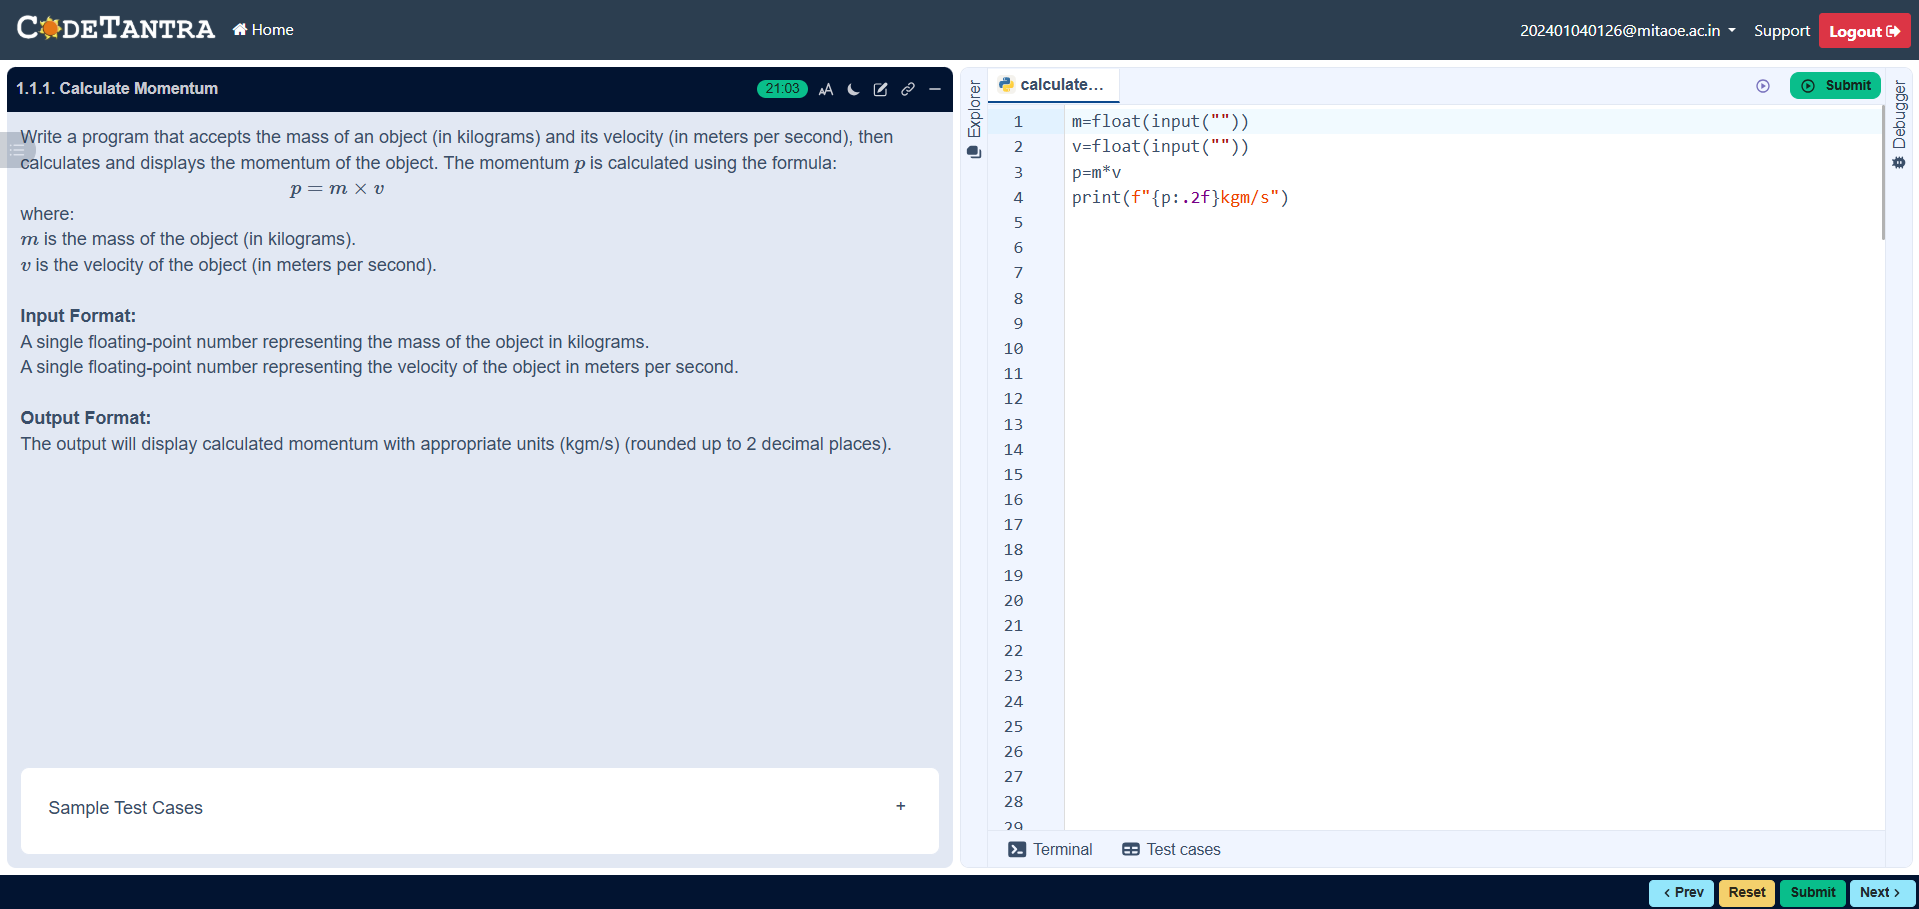 CODETANTRA Home 202401040126@mitaoe.ac.in Support Logout
1.1.1. Calculate Momentum 21:03 AA
Write a program that accepts the mass of an object (in kilograms) and its velocity (in meters per second), then
calculates and displays the momentum of the object. The momentum p is calculated using the formula:
p = m × v
where:
m is the mass of the object (in kilograms).
v is the velocity of the object (in meters per second).
Input Format:
A single floating-point number representing the mass of the object in kilograms.
A single floating-point number representing the velocity of the object in meters per second.
Output Format:
The output will display calculated momentum with appropriate units (kgm/s) (rounded up to 2 decimal places).
Sample Test Cases +
Explorer
calculate... Submit
Debugger
1 m=float(input(""))
2 v=float(input(""))
3 p=m*v
4 print(f"{p:.2f}kgm/s")
5
6
7
8
9
10
11
12
13
14
15
16
17
18
19
20
21
22
23
24
25
26
27
28
29
Terminal Test cases
< Prev Reset Submit Next >